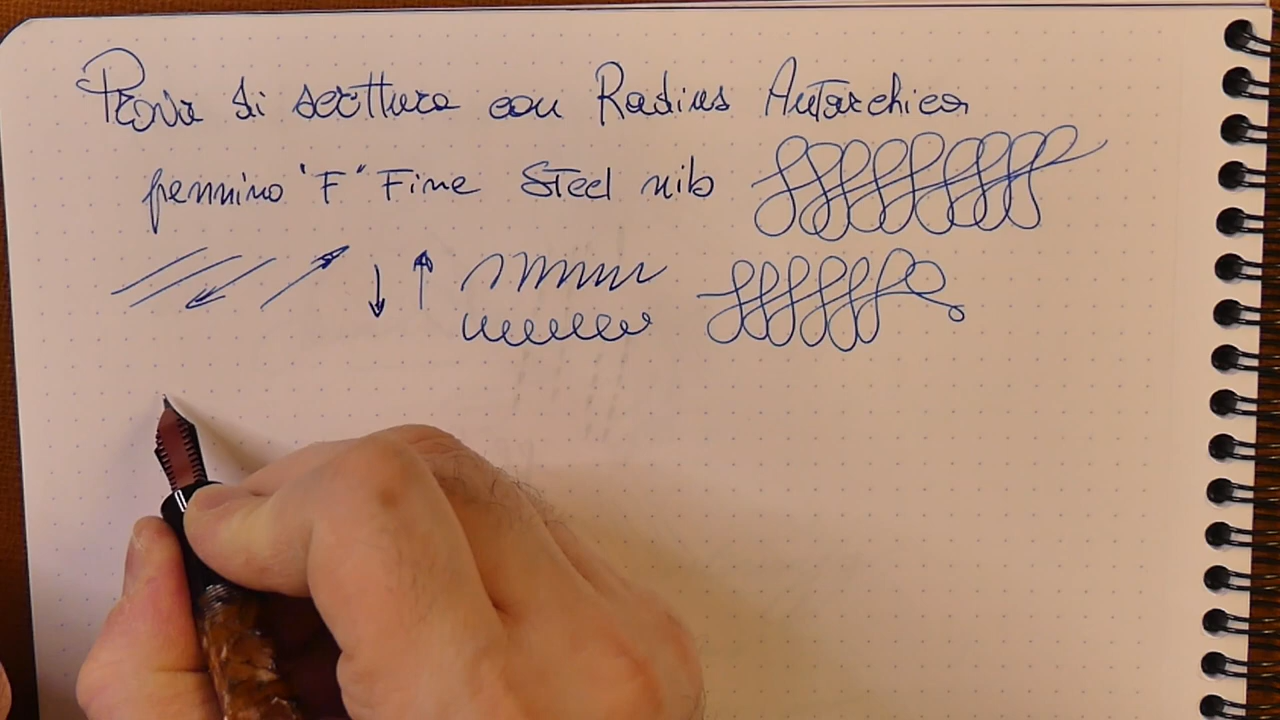 Prova di scrittura con Radius Autarchica
pennino "F" Fine Steel nib